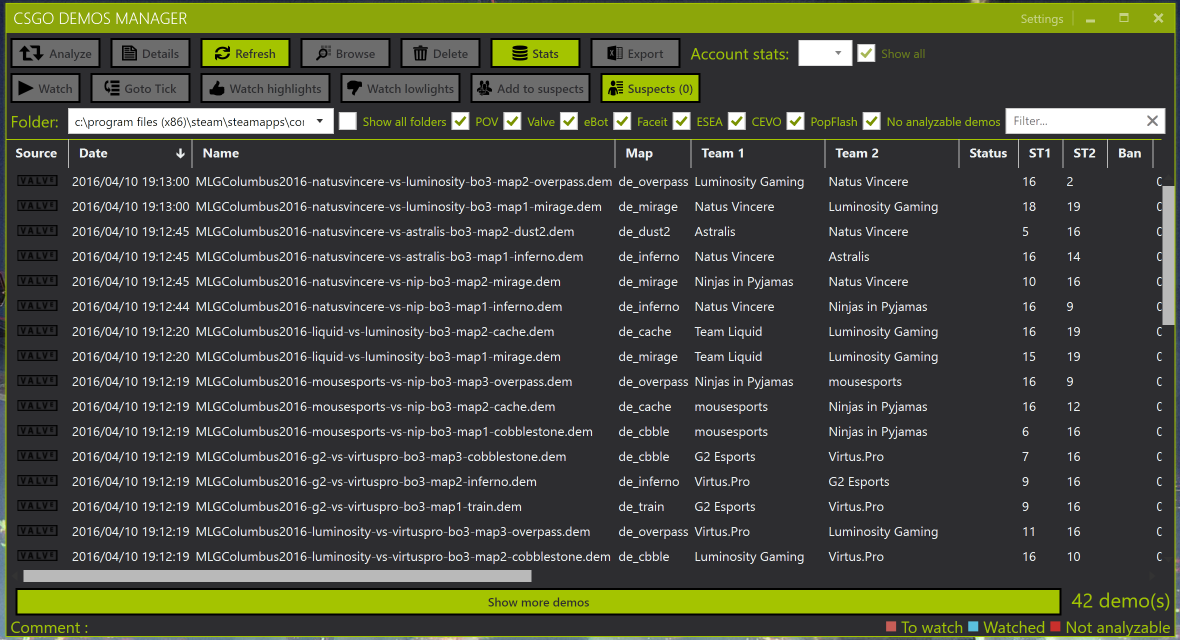 CSGO DEMOS MANAGER Settings
Analyze Details Refresh Browse Delete Stats Export Account stats: Show all
Watch Goto Tick Watch highlights Watch lowlights Add to suspects Suspects (0)
Folder: c:\program files (x86)\steam\steamapps\cor Show all folders POV Valve eBot Faceit ESEA CEVO PopFlash No analyzable demos Filter...
Source Date Name Map Team 1 Team 2 Status ST1 ST2 Ban
VALVE 2016/04/10 19:13:00 MLGColumbus2016-natusvincere-vs-luminosity-bo3-map2-overpass.dem de_overpass Luminosity Gaming Natus Vincere 16 2
VALVE 2016/04/10 19:13:00 MLGColumbus2016-natusvincere-vs-luminosity-bo3-map1-mirage.dem de_mirage Natus Vincere Luminosity Gaming 18 19
VALVE 2016/04/10 19:12:45 MLGColumbus2016-natusvincere-vs-astralis-bo3-map2-dust2.dem de_dust2 Astralis Natus Vincere 5 16
VALVE 2016/04/10 19:12:45 MLGColumbus2016-natusvincere-vs-astralis-bo3-map1-inferno.dem de_inferno Natus Vincere Astralis 16 14
VALVE 2016/04/10 19:12:45 MLGColumbus2016-natusvincere-vs-nip-bo3-map2-mirage.dem de_mirage Ninjas in Pyjamas Natus Vincere 10 16
VALVE 2016/04/10 19:12:44 MLGColumbus2016-natusvincere-vs-nip-bo3-map1-inferno.dem de_inferno Natus Vincere Ninjas in Pyjamas 16 9
VALVE 2016/04/10 19:12:20 MLGColumbus2016-liquid-vs-luminosity-bo3-map2-cache.dem de_cache Team Liquid Luminosity Gaming 16 19
VALVE 2016/04/10 19:12:20 MLGColumbus2016-liquid-vs-luminosity-bo3-map1-mirage.dem de_mirage Team Liquid Luminosity Gaming 15 19
VALVE 2016/04/10 19:12:19 MLGColumbus2016-mousesports-vs-nip-bo3-map3-overpass.dem de_overpass Ninjas in Pyjamas mousesports 16 9
VALVE 2016/04/10 19:12:19 MLGColumbus2016-mousesports-vs-nip-bo3-map2-cache.dem de_cache mousesports Ninjas in Pyjamas 16 12
VALVE 2016/04/10 19:12:19 MLGColumbus2016-mousesports-vs-nip-bo3-map1-cobblestone.dem de_cbble mousesports Ninjas in Pyjamas 6 16
VALVE 2016/04/10 19:12:19 MLGColumbus2016-g2-vs-virtuspro-bo3-map3-cobblestone.dem de_cbble G2 Esports Virtus.Pro 7 16
VALVE 2016/04/10 19:12:19 MLGColumbus2016-g2-vs-virtuspro-bo3-map2-inferno.dem de_inferno Virtus.Pro G2 Esports 9 16
VALVE 2016/04/10 19:12:19 MLGColumbus2016-g2-vs-virtuspro-bo3-map1-train.dem de_train G2 Esports Virtus.Pro 9 16
VALVE 2016/04/10 19:12:19 MLGColumbus2016-luminosity-vs-virtuspro-bo3-map3-overpass.dem de_overpass Virtus.Pro Luminosity Gaming 11 16
VALVE 2016/04/10 19:12:19 MLGColumbus2016-luminosity-vs-virtuspro-bo3-map2-cobblestone.dem de_cbble Luminosity Gaming Virtus.Pro 16 10
Show more demos 42 demo(s)
Comment : To watch Watched Not analyzable